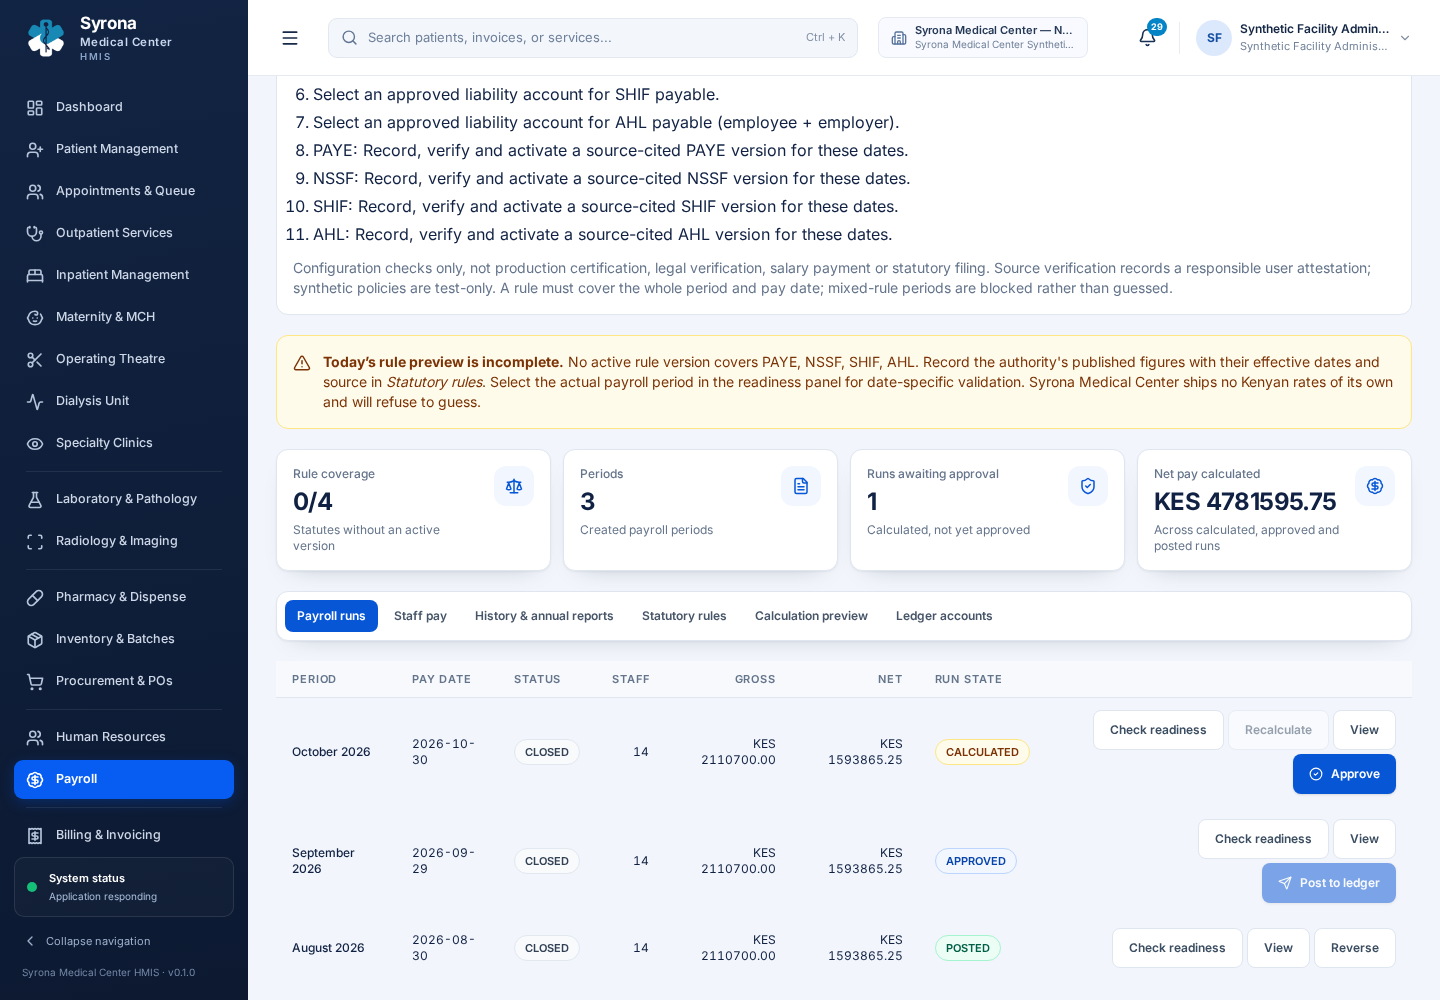 Syrona
Medical Center
HMIS
Dashboard
Patient Management
Appointments & Queue
Outpatient Services
Inpatient Management
Maternity & MCH
Operating Theatre
Dialysis Unit
Specialty Clinics
Laboratory & Pathology
Radiology & Imaging
Pharmacy & Dispense
Inventory & Batches
Procurement & POs
Human Resources
Payroll
Billing & Invoicing
System status
Application responding
Collapse navigation
Syrona Medical Center HMIS · v0.1.0
Search patients, invoices, or services...
Ctrl + K
Syrona Medical Center — N...
Syrona Medical Center Syntheti...
29
SF
Synthetic Facility Admin...
Synthetic Facility Adminis...
6. Select an approved liability account for SHIF payable.
7. Select an approved liability account for AHL payable (employee + employer).
8. PAYE: Record, verify and activate a source-cited PAYE version for these dates.
9. NSSF: Record, verify and activate a source-cited NSSF version for these dates.
10. SHIF: Record, verify and activate a source-cited SHIF version for these dates.
11. AHL: Record, verify and activate a source-cited AHL version for these dates.
Configuration checks only, not production certification, legal verification, salary payment or statutory filing. Source verification records a responsible user attestation;
synthetic policies are test-only. A rule must cover the whole period and pay date; mixed-rule periods are blocked rather than guessed.
Today's rule preview is incomplete. No active rule version covers PAYE, NSSF, SHIF, AHL. Record the authority's published figures with their effective dates and
source in Statutory rules. Select the actual payroll period in the readiness panel for date-specific validation. Syrona Medical Center ships no Kenyan rates of its own
and will refuse to guess.
Rule coverage
0/4
Statutes without an active
version
Periods
3
Created payroll periods
Runs awaiting approval
1
Calculated, not yet approved
Net pay calculated
KES 4781595.75
Across calculated, approved and
posted runs
Payroll runs
Staff pay
History & annual reports
Statutory rules
Calculation preview
Ledger accounts
PERIOD PAY DATE STATUS STAFF GROSS NET RUN STATE
October 2026
2026-10-
30
CLOSED
14
KES
2110700.00
KES
1593865.25
CALCULATED
Check readiness
Recalculate
View
Approve
September
2026
2026-09-
29
CLOSED
14
KES
2110700.00
KES
1593865.25
APPROVED
Check readiness
View
Post to ledger
August 2026
2026-08-
30
CLOSED
14
KES
2110700.00
KES
1593865.25
POSTED
Check readiness
View
Reverse